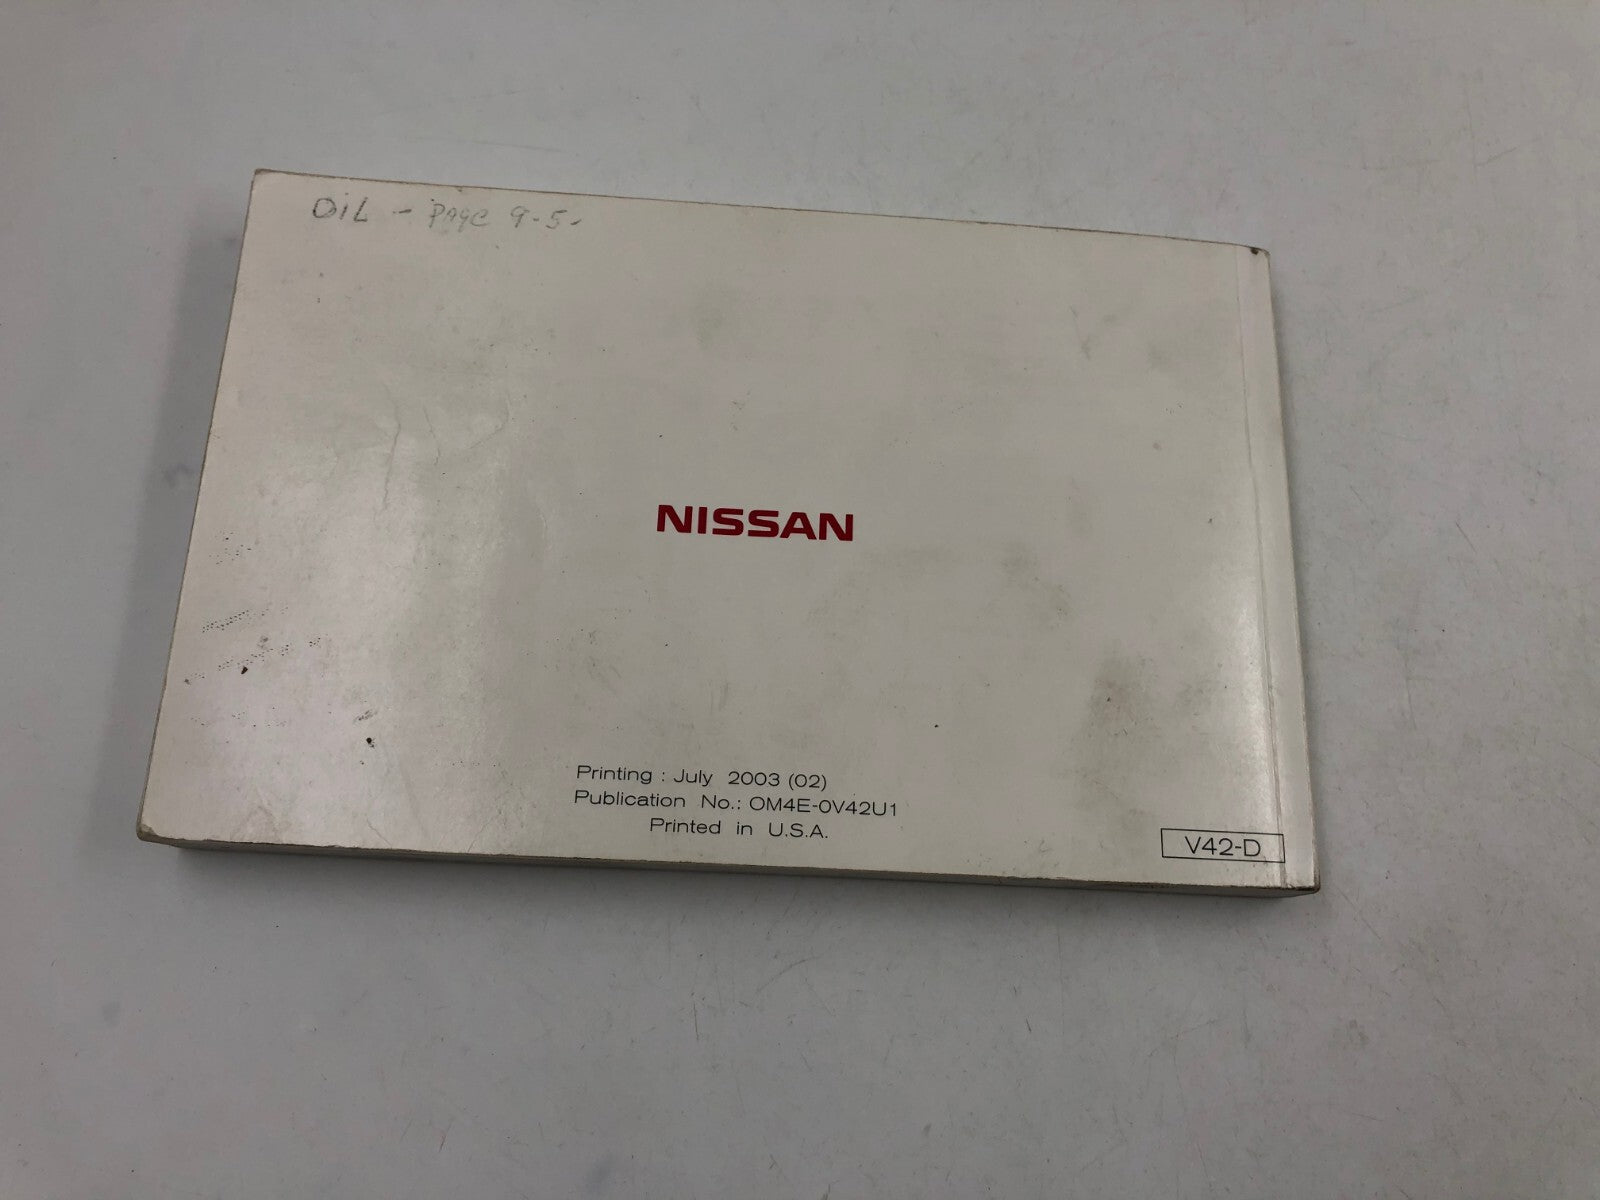 OiL - PAgE 9-5-
NISSAN
Printing : July 2003 (02)
Publication No.: OM4E-0V42U1
Printed in U.S.A.
V42-D